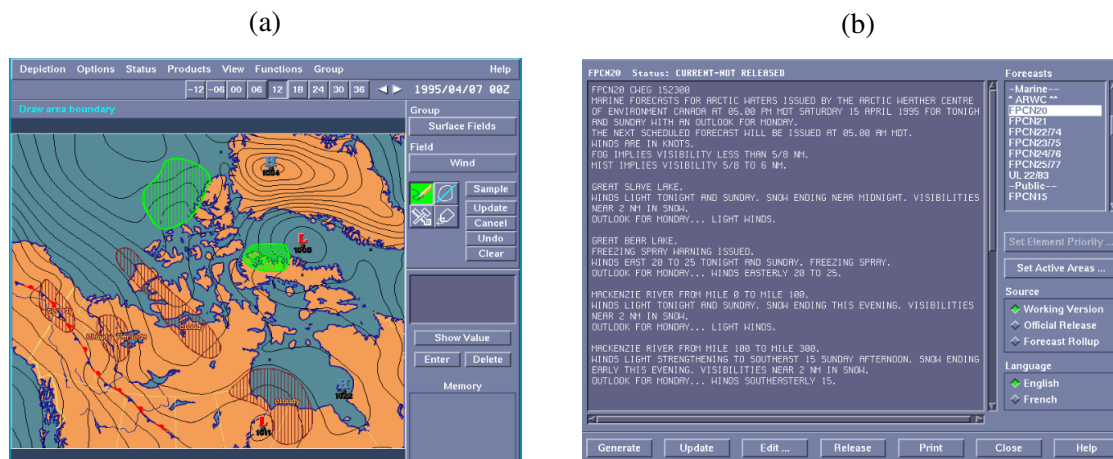 (a)
(b)
Depiction Options Status Products View Functions Group Help
-12 -06 00 06 12 18 24 30 36 1995/04/07 00Z
Draw area boundary
Group
Surface Fields
Field
Wind
Sample
Update
Cancel
Undo
Clear
Show Value
Enter Delete
Memory
H
1034
L
H
1022
L
1011
cloudy
cloudy
FPCN20 Status: CURRENT-NOT RELEASED
FPCN20 CWEG 152300
MARINE FORECASTS FOR ARCTIC WATERS ISSUED BY THE ARCTIC WEATHER CENTRE
OF ENVIRONMENT CANADA AT 05.00 PM MDT SATURDAY 15 APRIL 1995 FOR TONIGH
AND SUNDAY WITH AN OUTLOOK FOR MONDAY.
THE NEXT SCHEDULED FORECAST WILL BE ISSUED AT 05.00 AM MDT.
WINDS ARE IN KNOTS.
FOG IMPLIES VISIBILITY LESS THAN 5/8 NM.
MIST IMPLIES VISIBILITY 5/8 TO 6 NM.
GREAT SLAVE LAKE.
WINDS LIGHT TONIGHT AND SUNDAY. SNOW ENDING NEAR MIDNIGHT. VISIBILITIES
NEAR 2 NM IN SNOW.
OUTLOOK FOR MONDAY... LIGHT WINDS.
GREAT BEAR LAKE.
FREEZING SPRAY WARNING ISSUED.
WINDS EAST 20 TO 25 TONIGHT AND SUNDAY. FREEZING SPRAY.
OUTLOOK FOR MONDAY... WINDS EASTERLY 20 TO 25.
MACKENZIE RIVER FROM MILE 0 TO MILE 100.
WINDS LIGHT TONIGHT AND SUNDAY. SNOW ENDING THIS EVENING. VISIBILITIES
NEAR 2 NM IN SNOW.
OUTLOOK FOR MONDAY... LIGHT WINDS.
MACKENZIE RIVER FROM MILE 100 TO MILE 300.
WINDS LIGHT STRENGTHENING TO SOUTHEAST 15 SUNDAY AFTERNOON. SNOW ENDING
EARLY THIS EVENING. VISIBILITIES NEAR 2 NM IN SNOW.
OUTLOOK FOR MONDAY... WINDS SOUTHEASTERLY 15.
Forecasts
-Marine--
* ARWC **
FPCN20
FPCN21
FPCN22/74
FPCN23/75
FPCN24/76
FPCN25/77
UL 22/83
-Public--
FPCN15
Set Element Priority ...
Set Active Areas ...
Source
Working Version
Official Release
Forecast Rollup
Language
English
French
Generate Update Edit ... Release Print Close Help